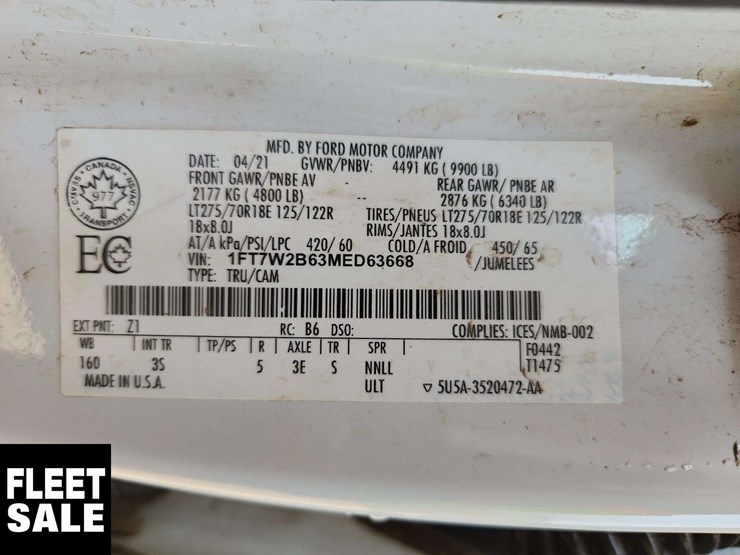 MFD. BY FORD MOTOR COMPANY
DATE: 04/21 GVWR/PNBV: 4491 KG ( 9900 LB)
FRONT GAWR/PNBE AV REAR GAWR/ PNBE AR
2177 KG ( 4800 LB) 2876 KG ( 6340 LB)
LT275/70R18E 125/122R TIRES/PNEUS LT275/70R18E 125/122R
18x8.0J RIMS/JANTES 18x8.0J
AT/A kPa/PSI/LPC 420/ 60 COLD/A FROID 450/ 65
VIN: 1FT7W2B63MED63668 /JUMELEES
TYPE: TRU/CAM
CANADA
977
TRANSPORT
EC
EXT PNT: Z1 RC: B6 DSO: COMPLIES: ICES/NMB-002
WB INT TR TP/PS R AXLE TR SPR F0442
160 3S 5 3E S NNLL T1475
MADE IN U.S.A. ULT ▽ 5U5A-3520472-AA
FLEET
SALE